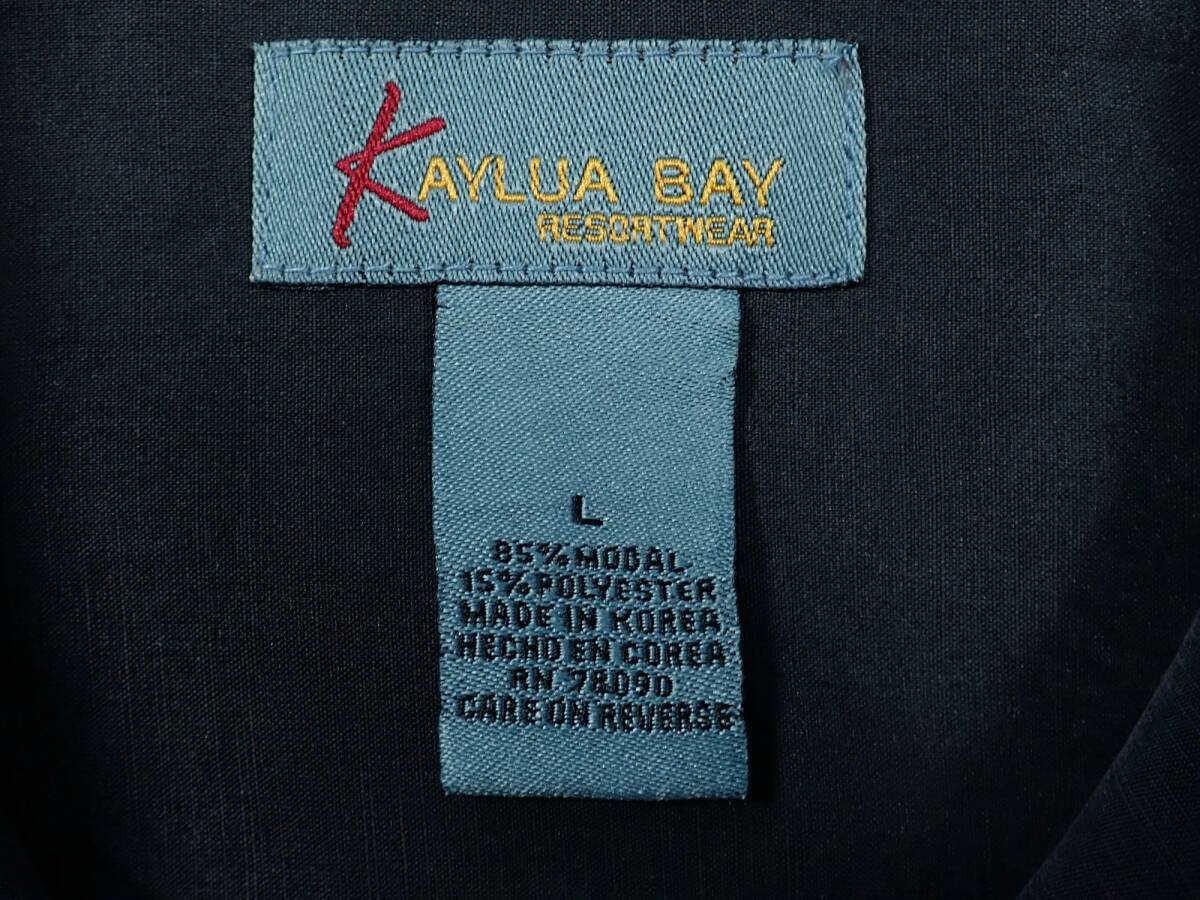 KAYLUA BAY
RESORTWEAR
L
85% MODAL
15% POLYESTER
MADE IN KOREA
HECHO EN COREA
RN 78090
CARE ON REVERSE